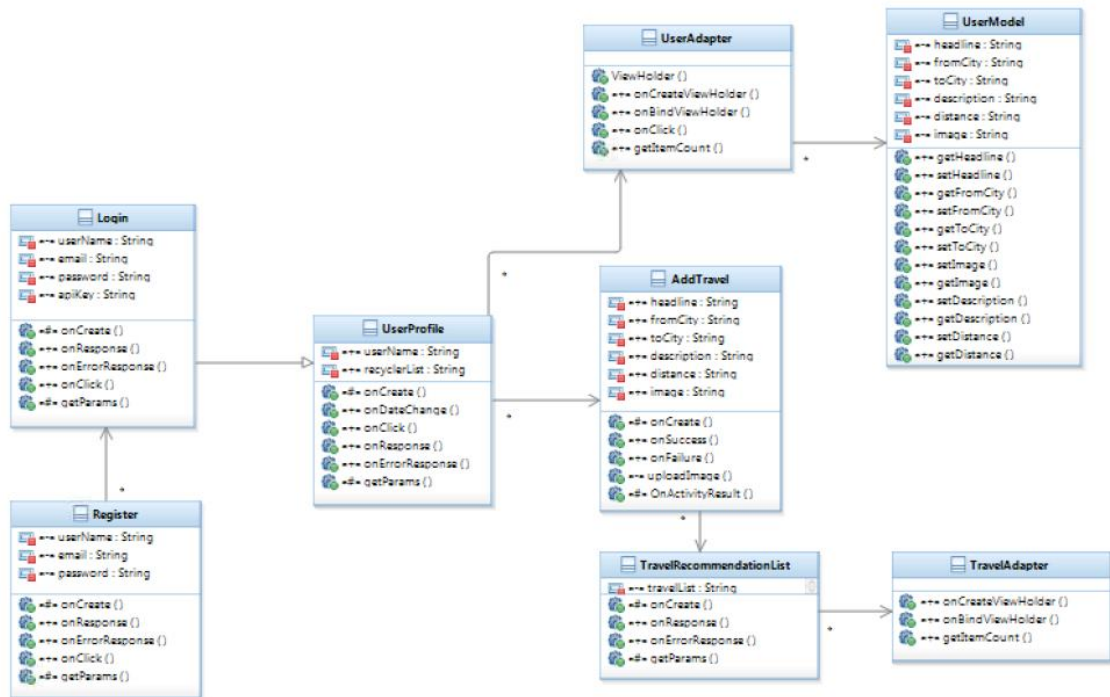 UserAdapter
ViewHolder ()
«+» onCreateViewHolder ()
«+» onBindViewHolder ()
«+» onClick ()
«+» getItemCount ()
*
UserModel
«-» headline : String
«-» fromCity : String
«-» toCity : String
«-» description : String
«-» distance : String
«-» image : String
«+» getHeadline ()
«+» setHeadline ()
«+» getFromCity ()
«+» setFromCity ()
«+» getToCity ()
«+» setToCity ()
«+» setImage ()
«+» getImage ()
«+» setDescription ()
«+» getDescription ()
«+» setDistance ()
«+» getDistance ()
Login
«-» userName : String
«-» email : String
«-» password : String
«-» apiKey : String
«#» onCreate ()
«+» onResponse ()
«+» onErrorResponse ()
«+» onClick ()
«#» getParams ()
*
UserProfile
«+» userName : String
«+» recyclerList : String
«#» onCreate ()
«+» onDateChange ()
«+» onClick ()
«+» onResponse ()
«+» onErrorResponse ()
«#» getParams ()
*
*
AddTravel
«+» headline : String
«+» fromCity : String
«+» toCity : String
«+» description : String
«+» distance : String
«+» image : String
«#» onCreate ()
«+» onSuccess ()
«+» onFailure ()
«-» uploadImage ()
«#» OnActivityResult ()
*
Register
«-» userName : String
«-» email : String
«-» password : String
«#» onCreate ()
«+» onResponse ()
«+» onErrorResponse ()
«+» onClick ()
«#» getParams ()
TravelRecommendationList
«-» travelList : String
«#» onCreate ()
«+» onResponse ()
«+» onErrorResponse ()
«#» getParams ()
*
TravelAdapter
«+» onCreateViewHolder ()
«+» onBindViewHolder ()
«+» getItemCount ()